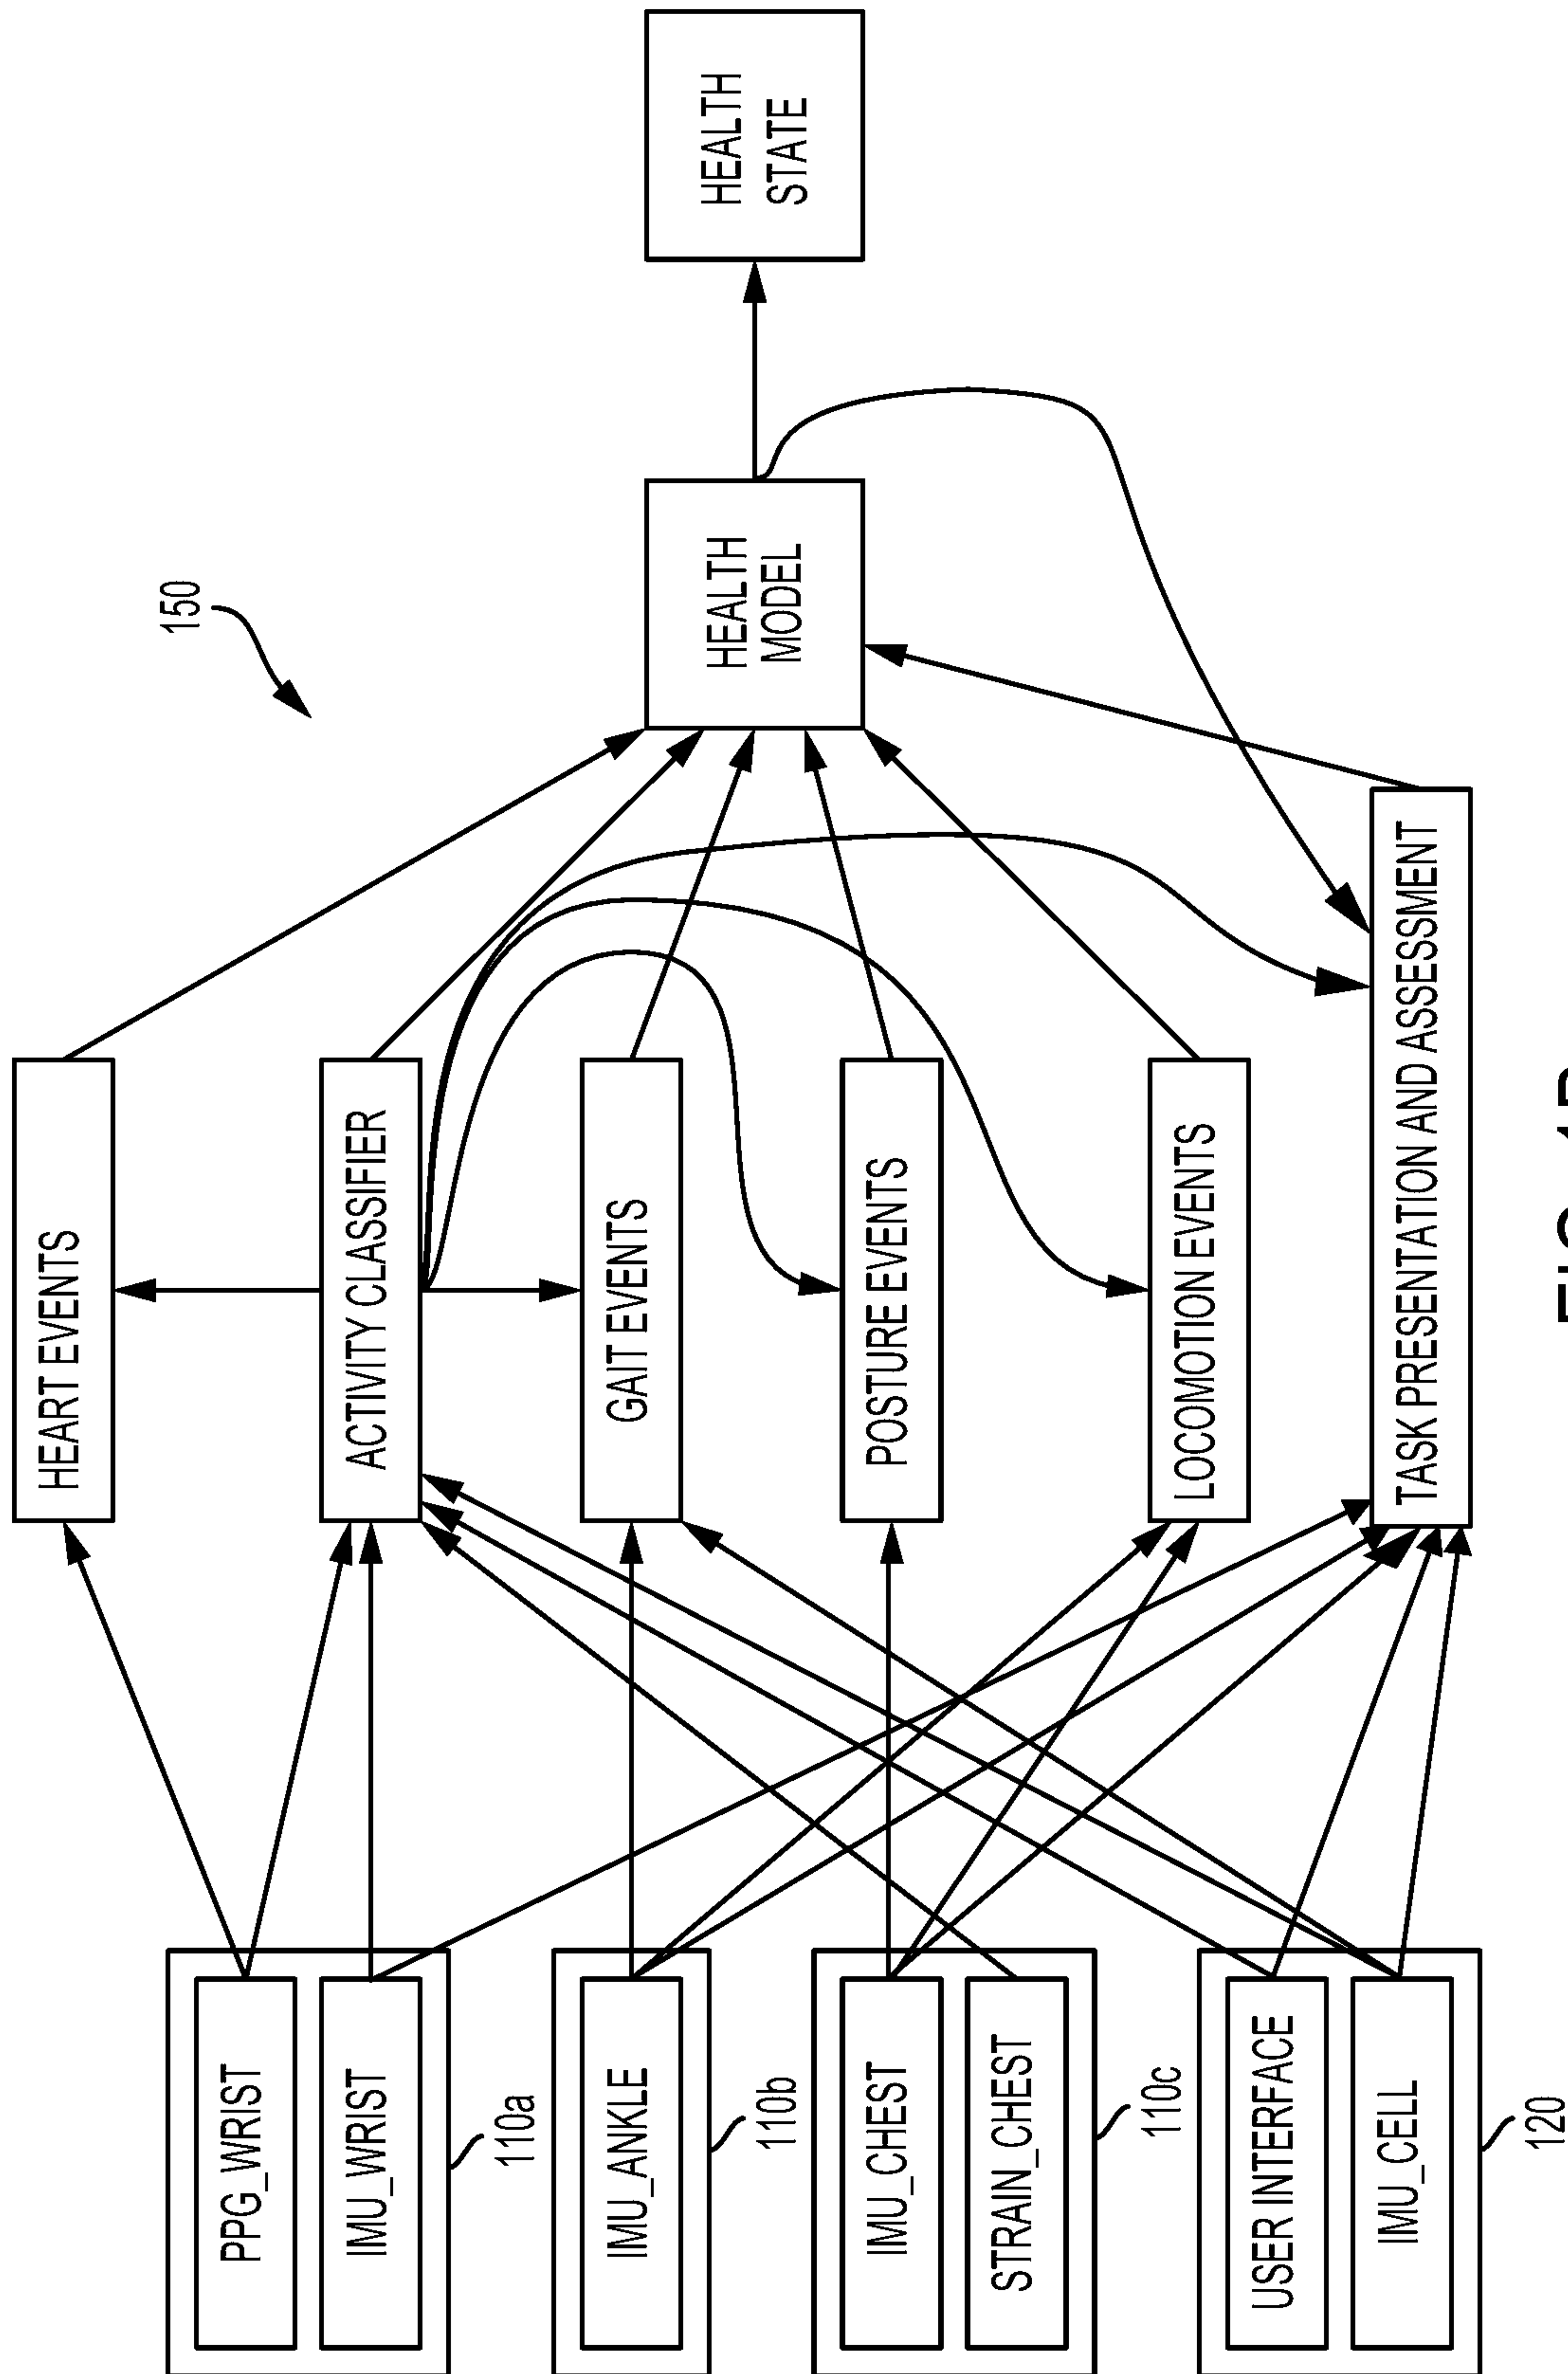 150
HEART EVENTS
ACTIVITY CLASSIFIER
GAIT EVENTS
POSTURE EVENTS
LOCOMOTION EVENTS
TASK PRESENTATION AND ASSESSMENT
HEALTH
MODEL
HEALTH
STATE
PPG_WRIST
IMU_WRIST
110a
IMU_ANKLE
110b
IMU_CHEST
STRAIN_CHEST
110c
USER INTERFACE
IMU_CELL
120